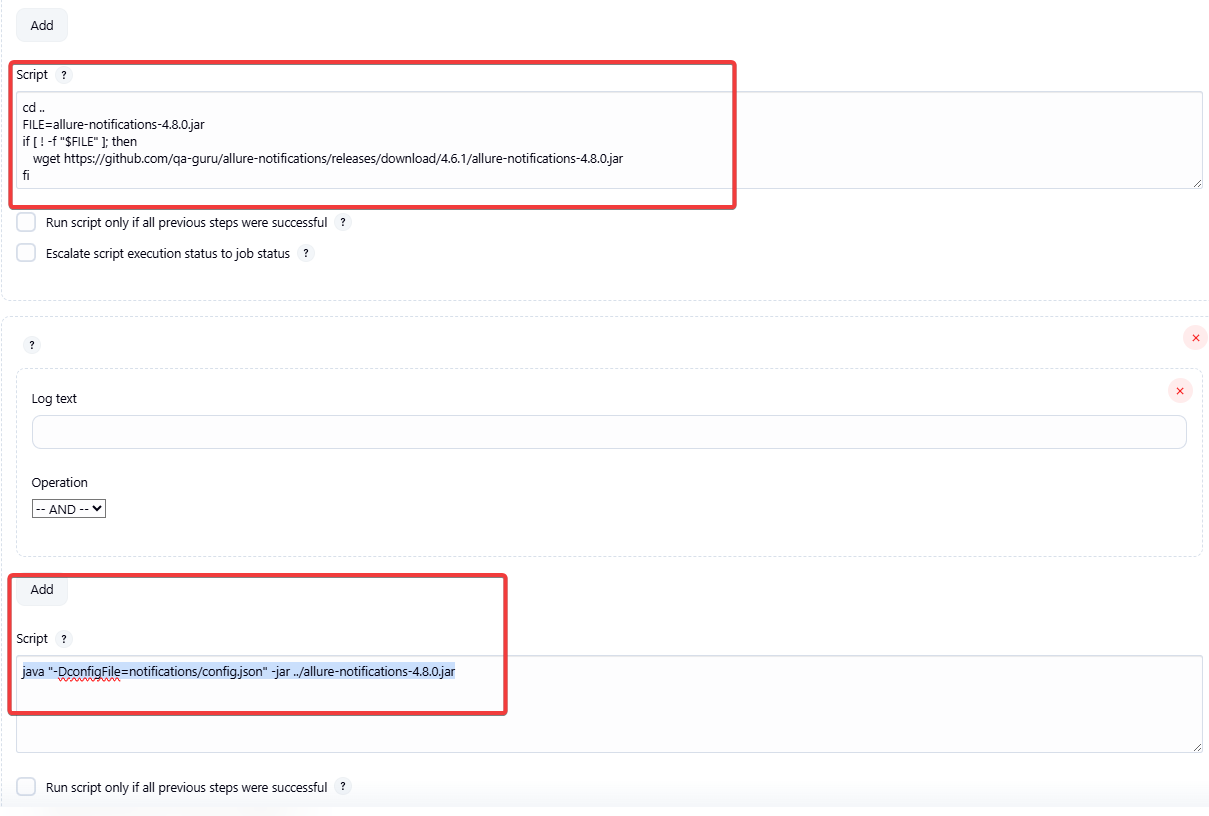 Add
Script ?
cd ..
FILE=allure-notifications-4.8.0.jar
if [ ! -f "$FILE" ]; then
wget https://github.com/qa-guru/allure-notifications/releases/download/4.6.1/allure-notifications-4.8.0.jar
fi
Run script only if all previous steps were successful ?
Escalate script execution status to job status ?
?
Log text
Operation
-- AND --
Add
Script ?
java "-DconfigFile=notifications/config.json" -jar ../allure-notifications-4.8.0.jar
Run script only if all previous steps were successful ?